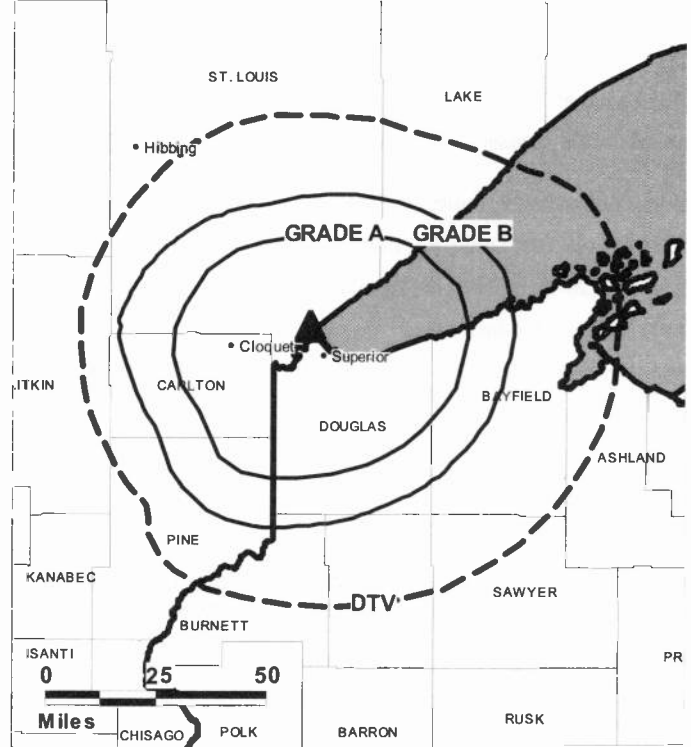 ST. LOUIS
LAKE
Hibbing
GRADE A
GRADE B
Cloquet
Superior
ITKIN
CARLTON
BAYFIELD
DOUGLAS
ASHLAND
PINE
KANABEC
SAWYER
DTV
BURNETT
ISANTI
PR
0 25 50
Miles
CHISAGO
POLK
BARRON
RUSK